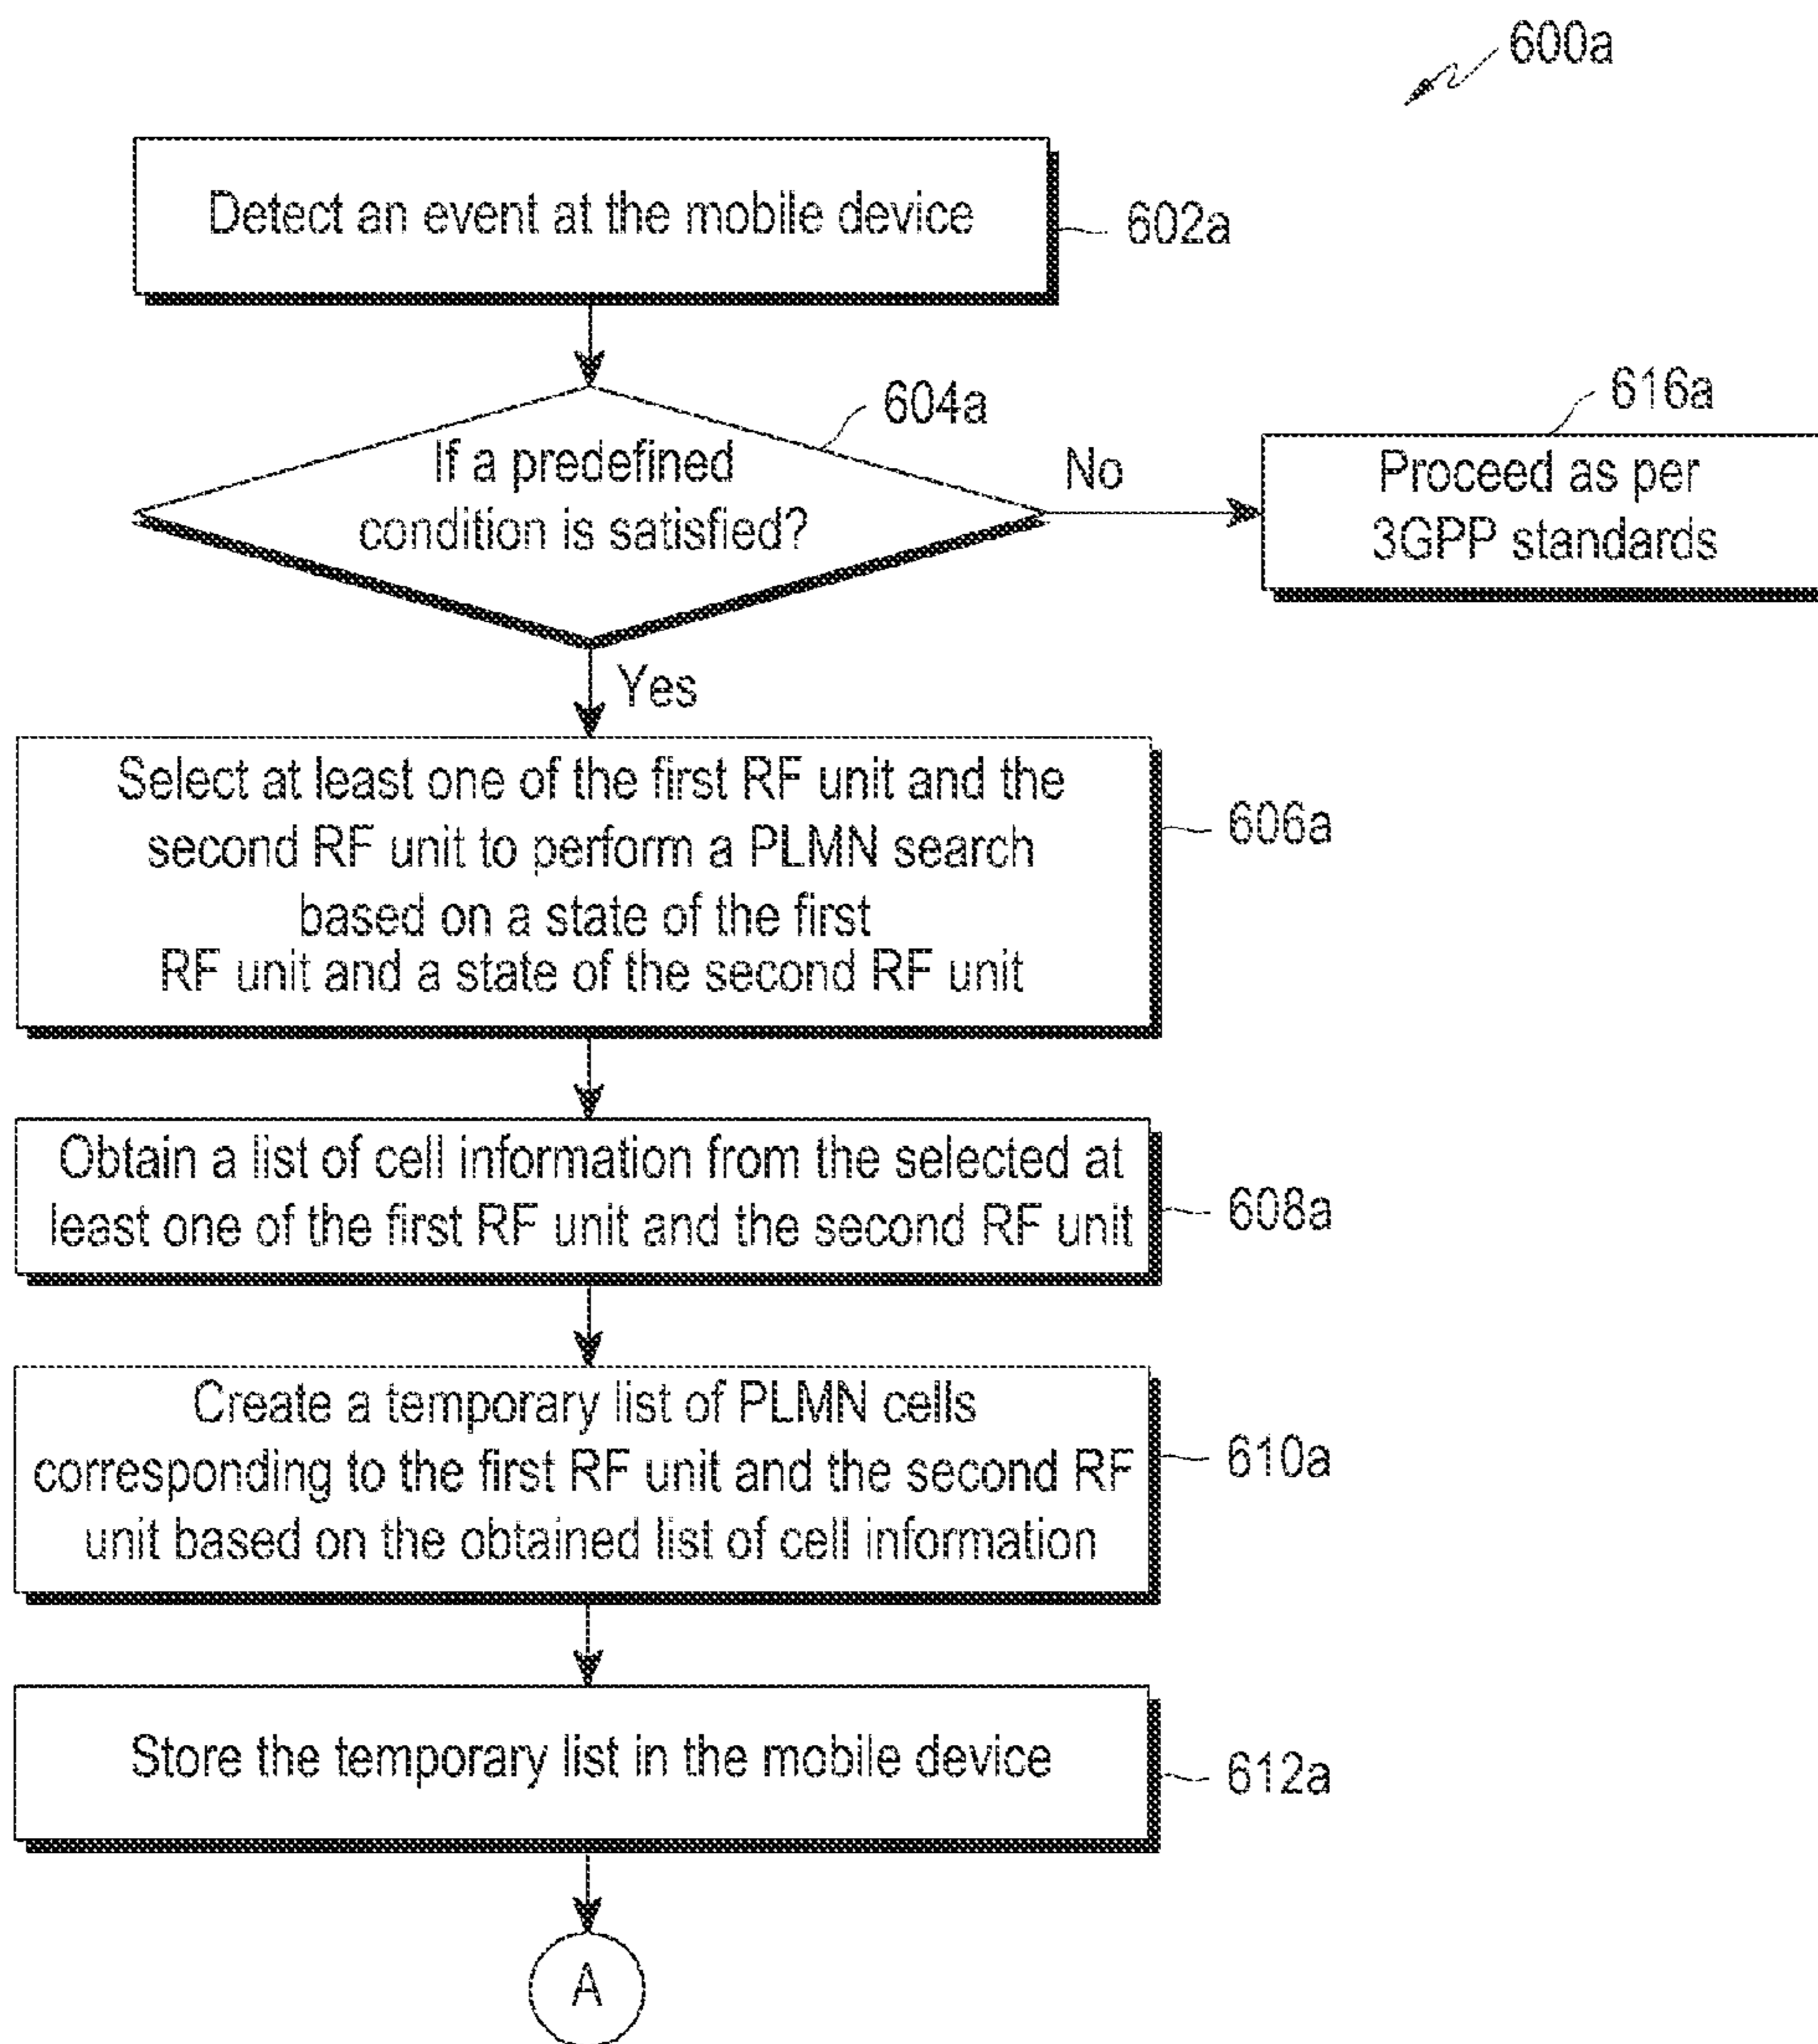 600a
Detect an event at the mobile device
602a
604a
If a predefined
condition is satisfied?
No
616a
Proceed as per
3GPP standards
Yes
Select at least one of the first RF unit and the
second RF unit to perform a PLMN search
based on a state of the first
RF unit and a state of the second RF unit
606a
Obtain a list of cell information from the selected at
least one of the first RF unit and the second RF unit
608a
Create a temporary list of PLMN cells
corresponding to the first RF unit and the second RF
unit based on the obtained list of cell information
610a
Store the temporary list in the mobile device
612a
A